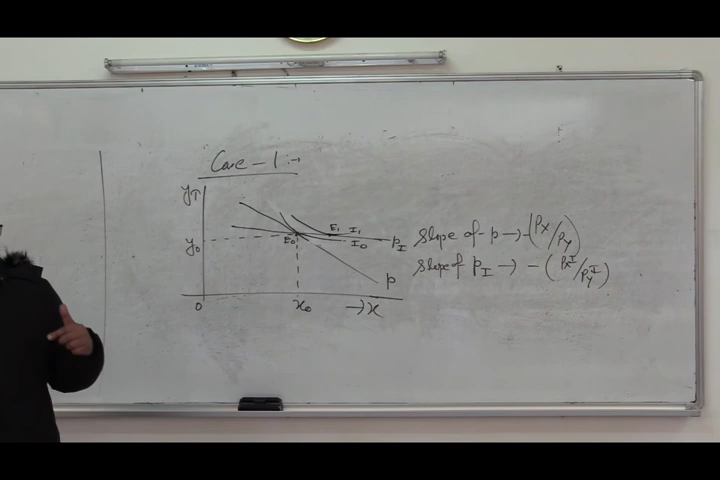 Case - 1 :→
y↑
E₁ I₁
y₀ E₀ I₀ P_I
P
0 x₀ → x
Slope of P → -(Px/Py)
Slope of P_I → -(Px^I/Py^I)